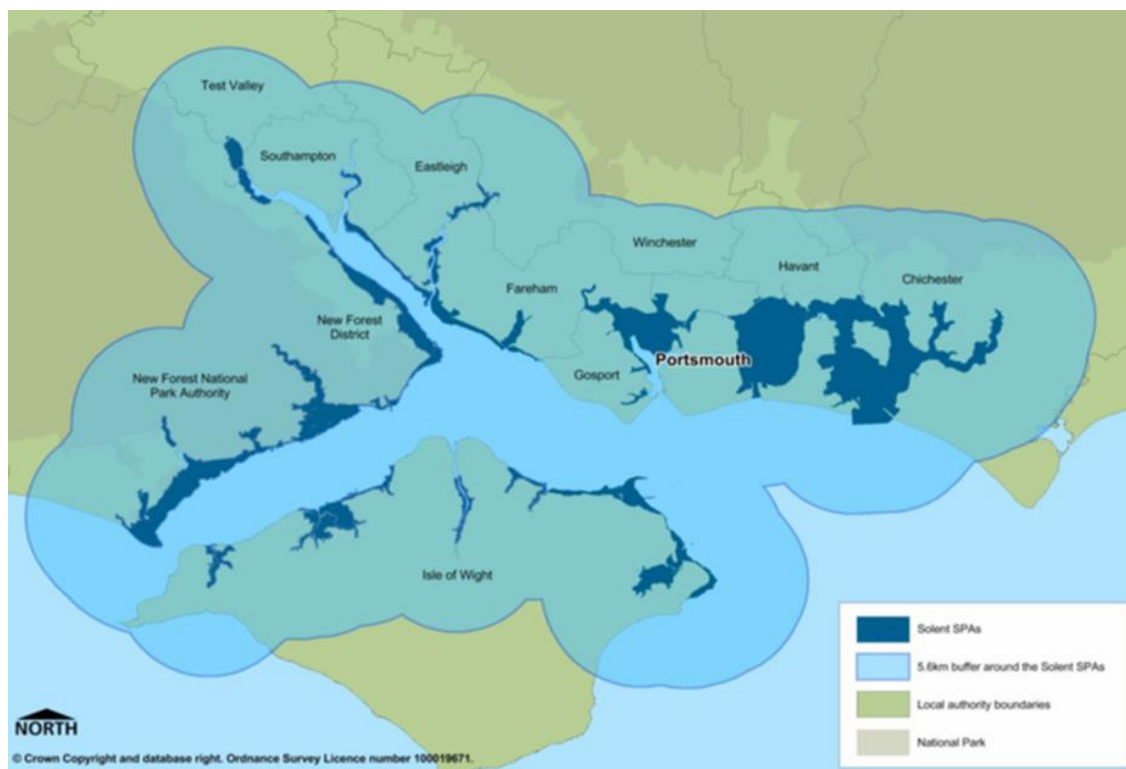 Test Valley
Southampton
Eastleigh
Winchester
Havant
Chichester
Fareham
New Forest
District
Portsmouth
Gosport
New Forest National
Park Authority
Isle of Wight
Solent SPAs
5.6km buffer around the Solent SPAs
Local authority boundaries
National Park
NORTH
© Crown Copyright and database right. Ordnance Survey Licence number 100019671.